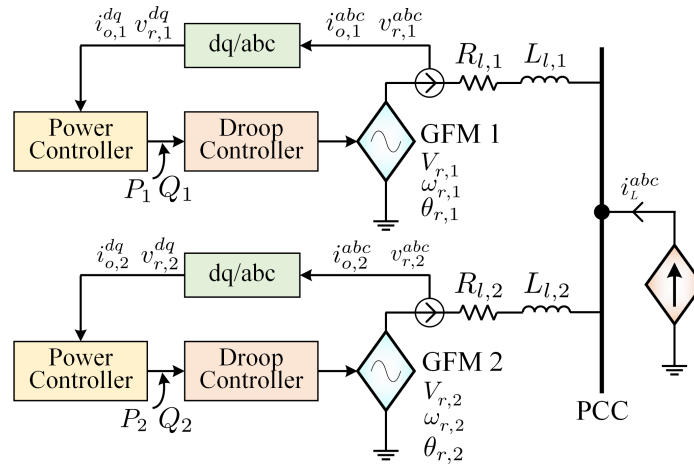 i_{o,1}^{dq} v_{r,1}^{dq}
dq/abc
i_{o,1}^{abc} v_{r,1}^{abc}
R_{l,1} L_{l,1}
Power
Controller
Droop
Controller
GFM 1
V_{r,1}
ω_{r,1}
θ_{r,1}
P_1 Q_1
i_L^{abc}
i_{o,2}^{dq} v_{r,2}^{dq}
dq/abc
i_{o,2}^{abc} v_{r,2}^{abc}
R_{l,2} L_{l,2}
Power
Controller
Droop
Controller
GFM 2
V_{r,2}
ω_{r,2}
θ_{r,2}
P_2 Q_2
PCC